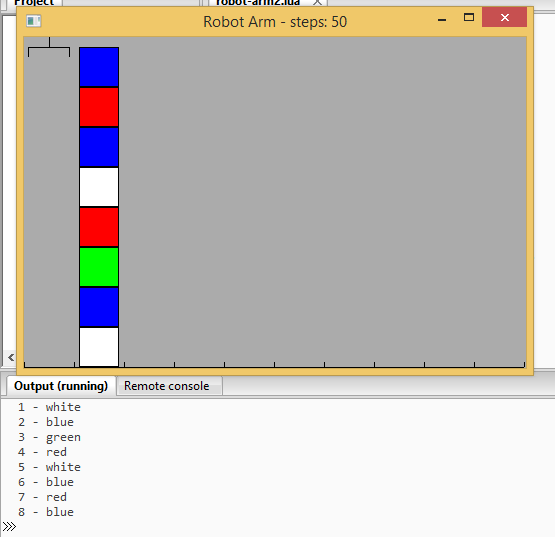 Project
robot-arm2.lua
Robot Arm - steps: 50
Output (running)
Remote console
1 - white
2 - blue
3 - green
4 - red
5 - white
6 - blue
7 - red
8 - blue
>>>